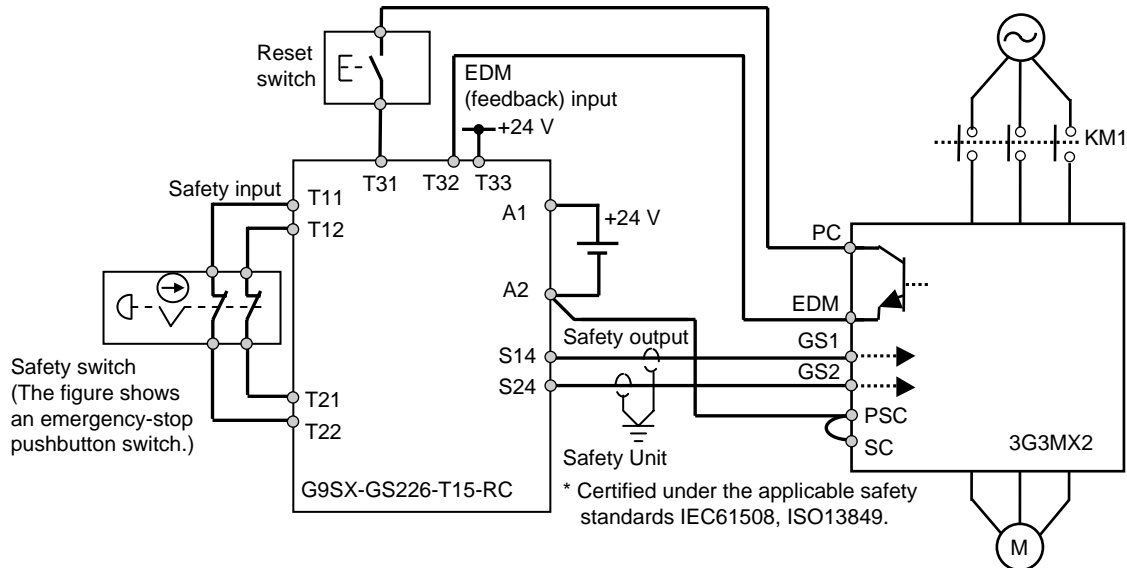 Reset
switch
EDM
(feedback) input
+24 V
KM1
T31
T32
T33
Safety input
T11
T12
A1
+24 V
PC
A2
EDM
Safety output
GS1
S14
GS2
S24
Safety switch
(The figure shows
an emergency-stop
pushbutton switch.)
T21
T22
PSC
SC
3G3MX2
Safety Unit
G9SX-GS226-T15-RC
* Certified under the applicable safety
standards IEC61508, ISO13849.
M